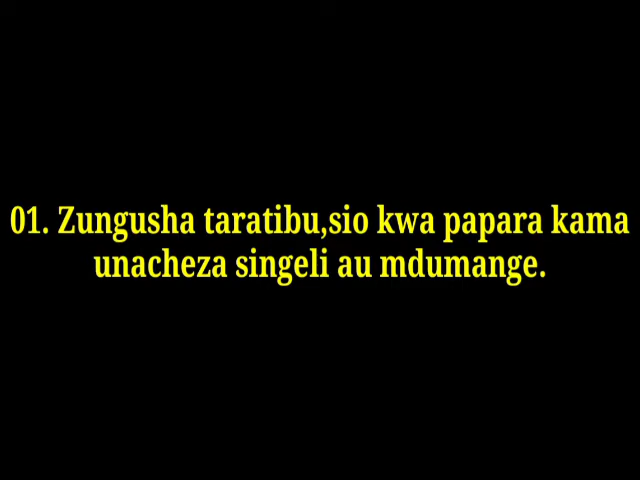 01. Zungusha taratibu,sio kwa papara kama
unacheza singeli au mdumange.